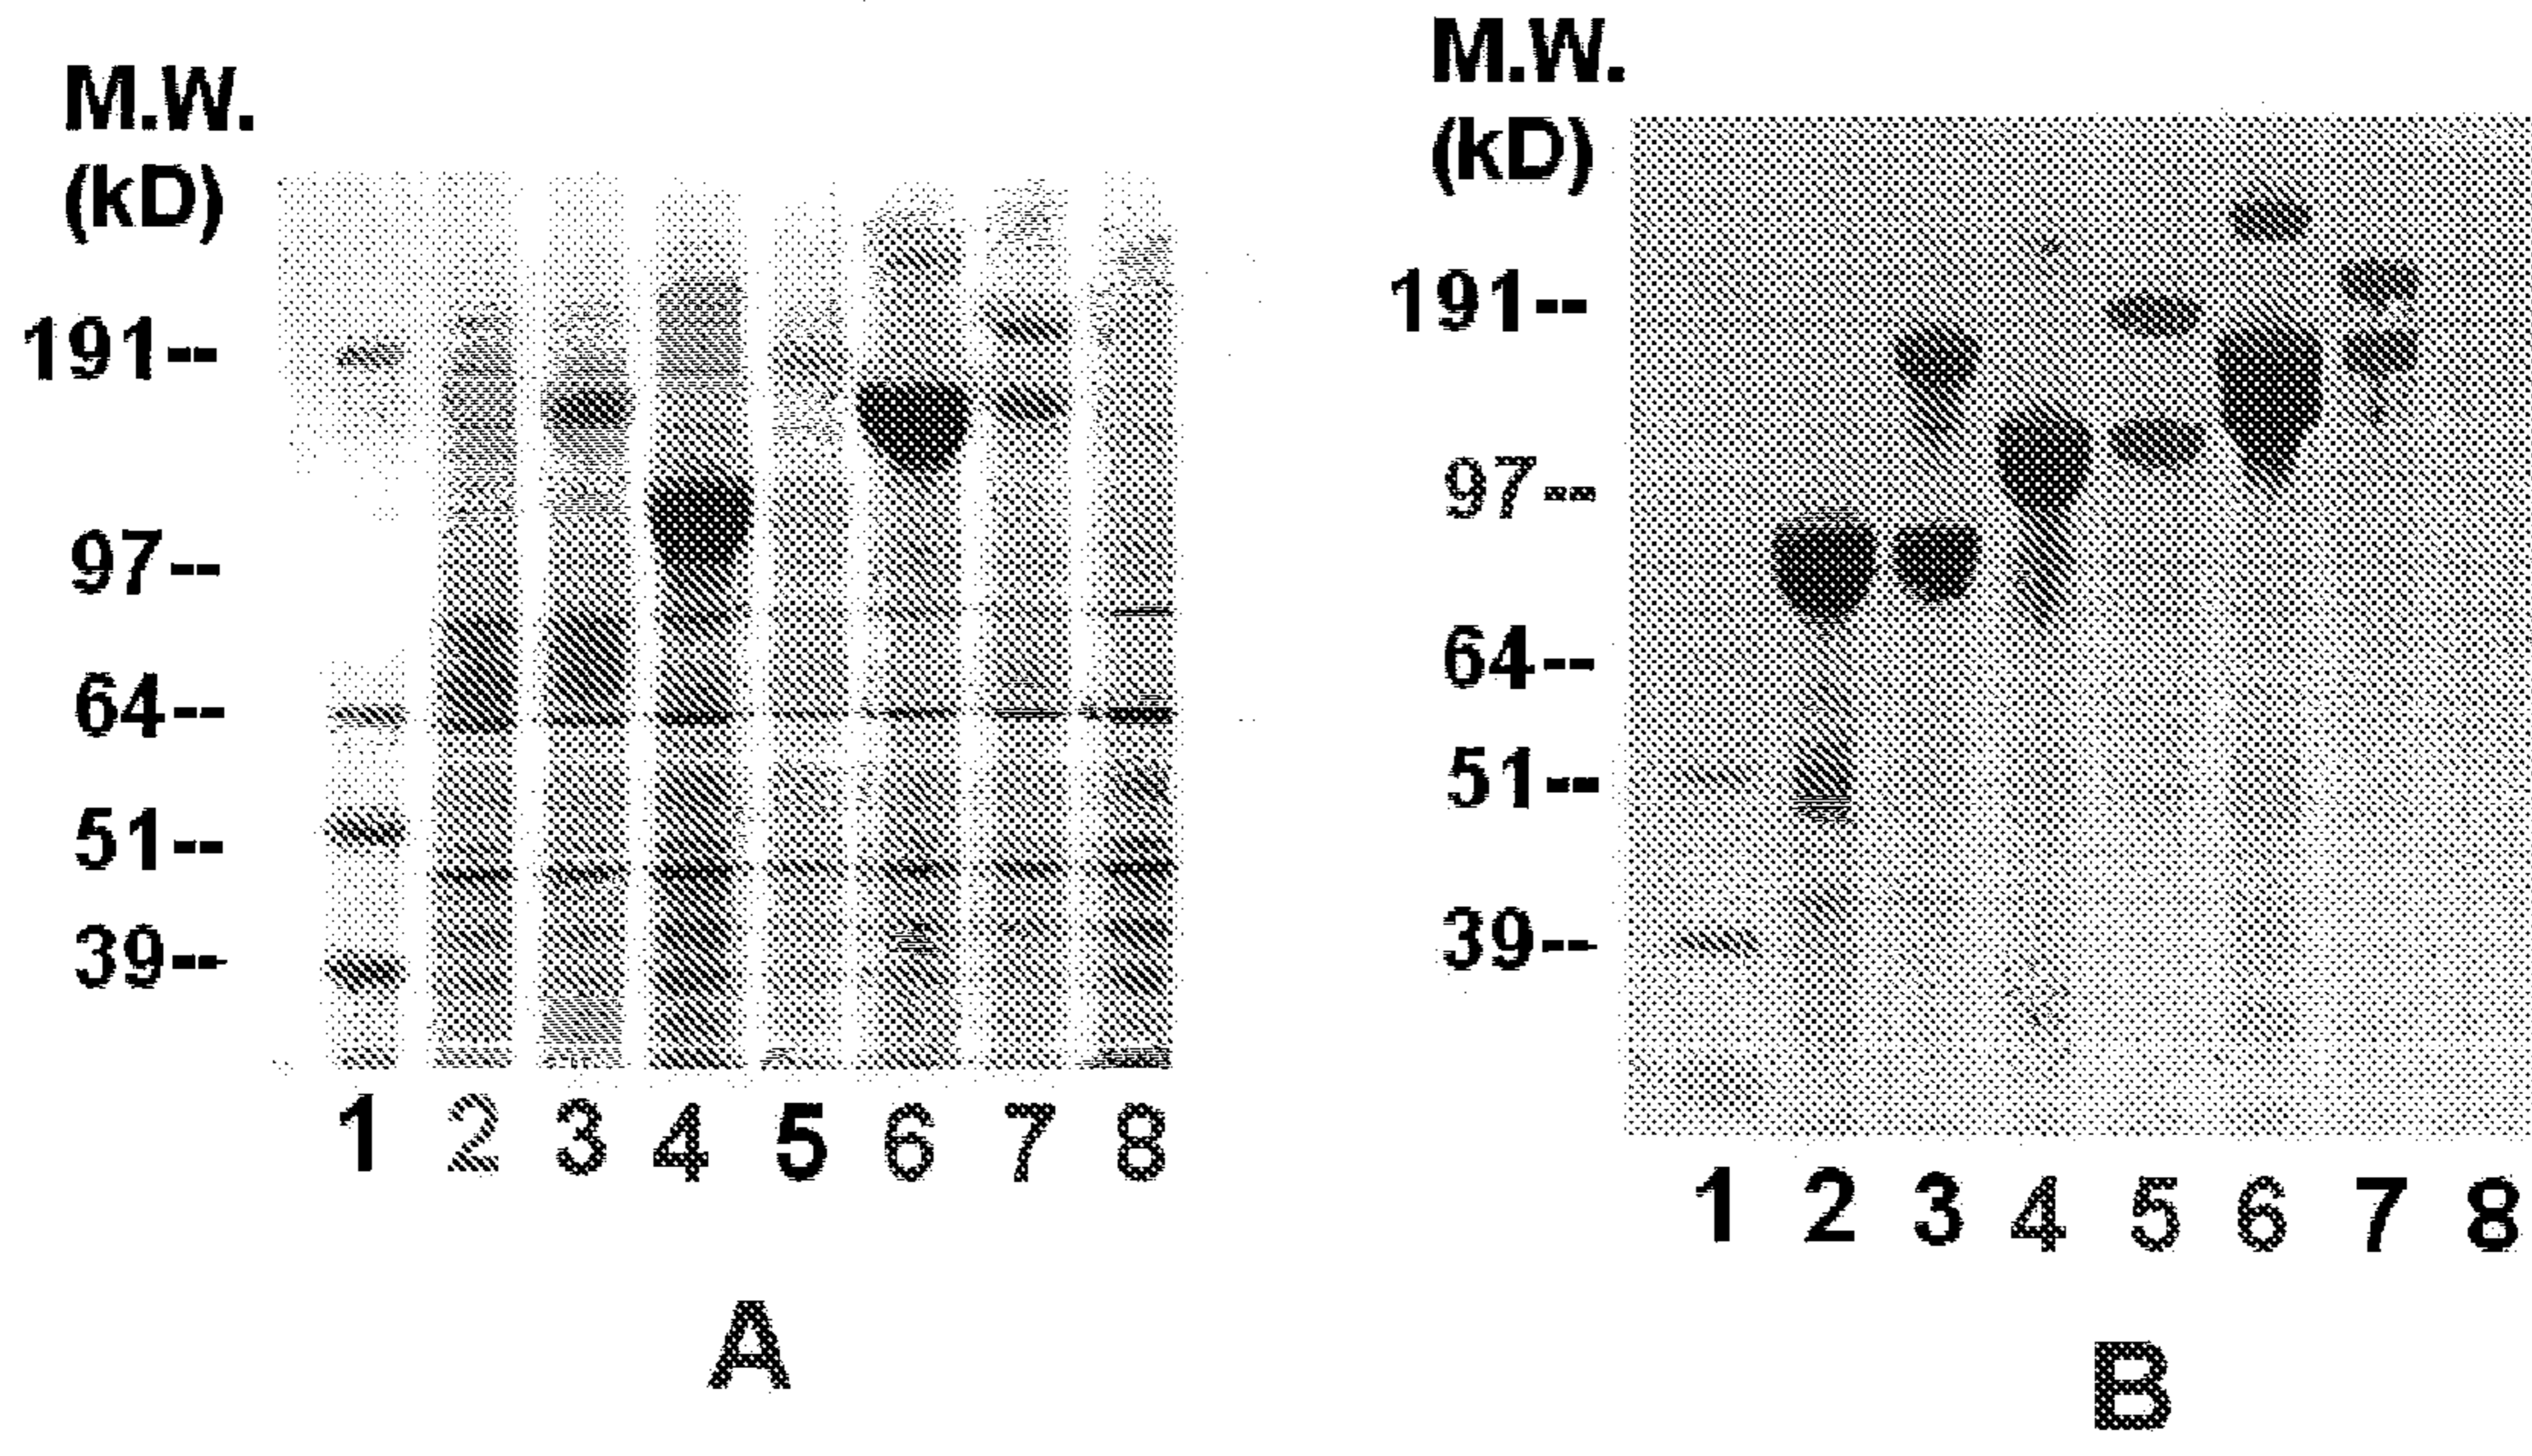 M.W.
(kD)
191--
97--
64--
51--
39--
1 2 3 4 5 6 7 8
A
M.W.
(kD)
191--
97--
64--
51--
39--
1 2 3 4 5 6 7 8
B